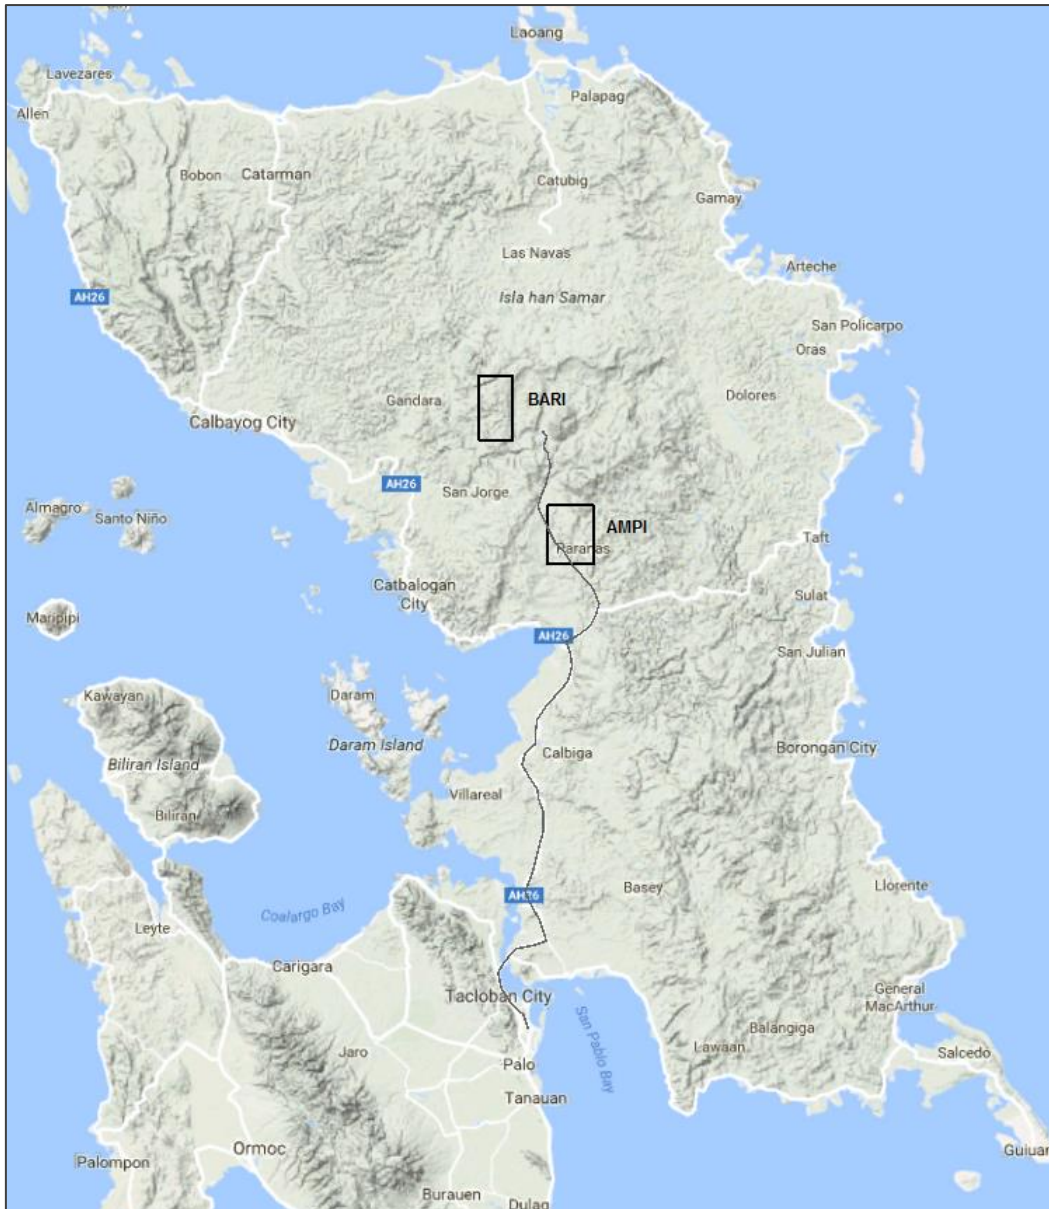 Laoang
Lavezares
Palapag
Allen
Bobon
Catarman
Catubig
Gamay
Las Navas
Arteche
AH26
Isla han Samar
San Policarpo
Oras
BARI
Gandara
Dolores
Calbayog City
AH26
San Jorge
Almagro
Santo Niño
AMPI
Paranas
Taft
Catbalogan
City
Sulat
Maripipi
AH26
San Julian
Kawayan
Daram
Daram Island
Calbiga
Borongan City
Biliran Island
Villareal
Biliran
AH26
Basey
Llorente
Coalargo Bay
Leyte
Carigara
Tacloban City
General
MacArthur
San Pablo Bay
Balangiga
Lawaan
Jaro
Salcedo
Palo
Tanauan
Ormoc
Guiuan
Palompon
Burauen
Dulag